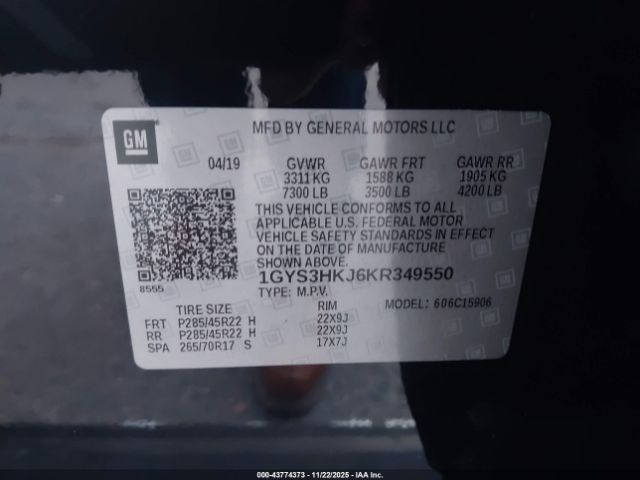 GM
MFD BY GENERAL MOTORS LLC
04/19 GVWR GAWR FRT GAWR RR
3311 KG 1588 KG 1905 KG
7300 LB 3500 LB 4200 LB
THIS VEHICLE CONFORMS TO ALL
APPLICABLE U.S. FEDERAL MOTOR
VEHICLE SAFETY STANDARDS IN EFFECT
ON THE DATE OF MANUFACTURE
SHOWN ABOVE.
8555
1GYS3HKJ6KR349550
TYPE: M.P.V. MODEL: 606C15906
TIRE SIZE RIM
FRT P285/45R22 H 22X9J
RR P285/45R22 H 22X9J
SPA 265/70R17 S 17X7J
000-43774373 - 11/22/2025 - IAA Inc.